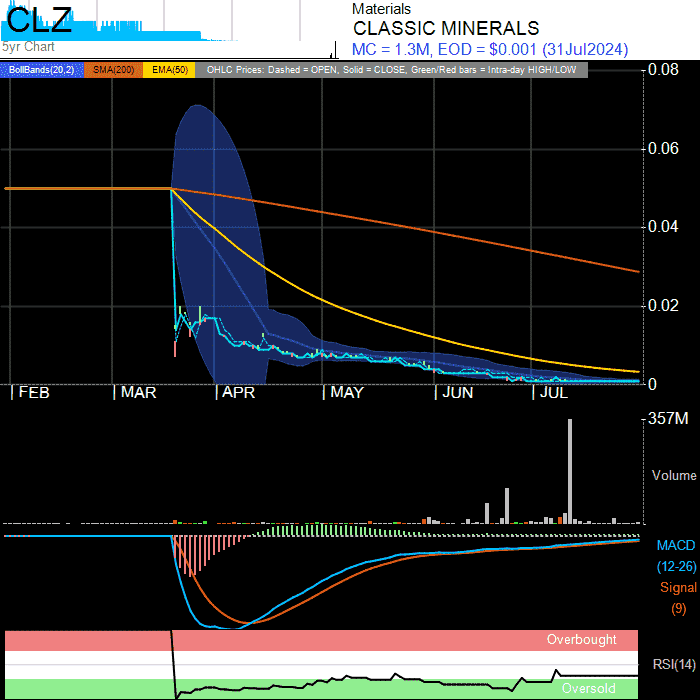 CLZ
Materials
CLASSIC MINERALS
5yr Chart
MC = 1.3M, EOD = $0.001 (31Jul2024)
BollBands(20,2) SMA(200) EMA(50) OHLC Prices: Dashed = OPEN, Solid = CLOSE, Green/Red bars = Intra-day HIGH/LOW
0.08
0.06
0.04
0.02
0
FEB MAR APR MAY JUN JUL
357M
Volume
MACD
(12-26)
Signal
(9)
Overbought
RSI(14)
Oversold